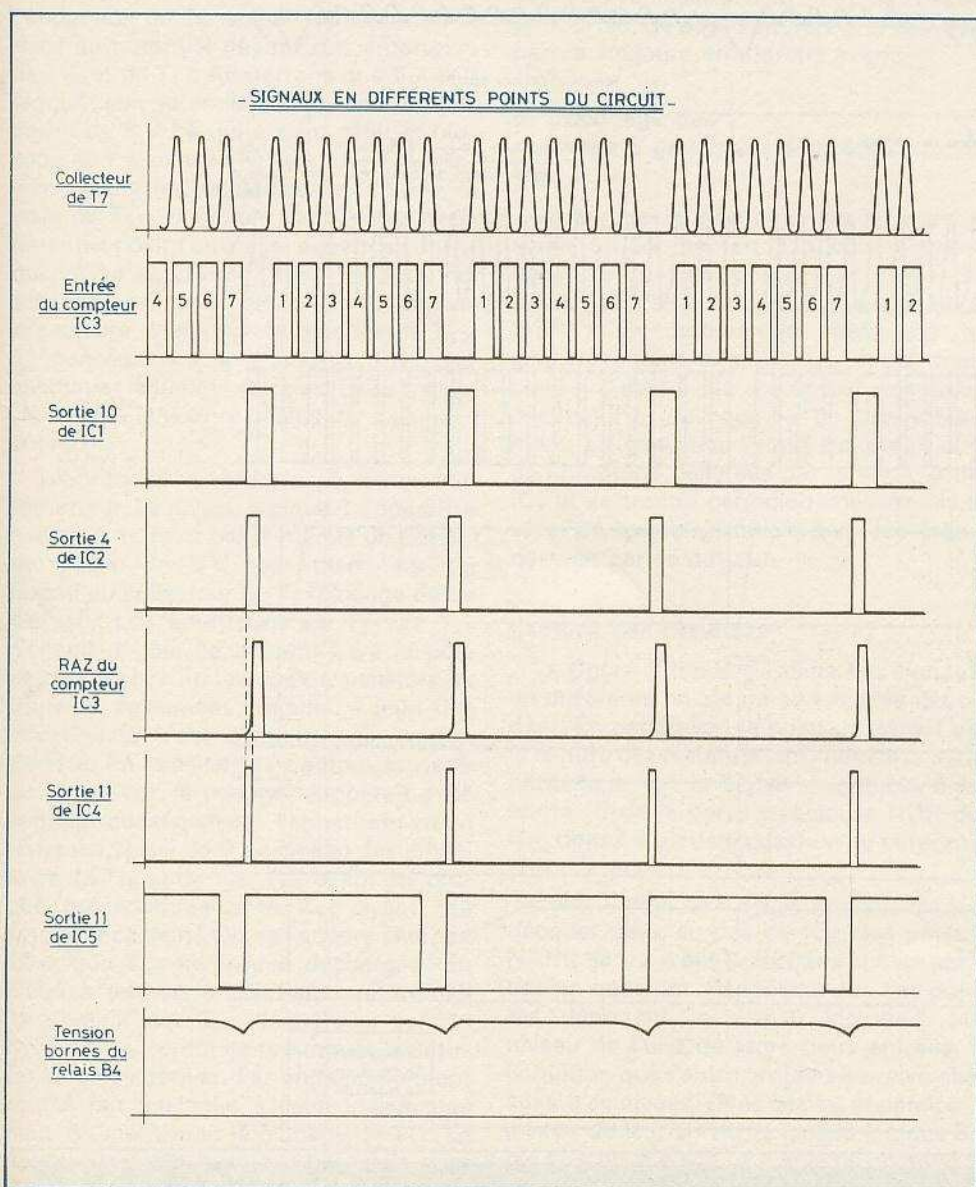 - SIGNAUX EN DIFFERENTS POINTS DU CIRCUIT -
Collecteur
de T7
Entrée
du compteur
IC3
4 5 6 7 1 2 3 4 5 6 7 1 2 3 4 5 6 7 1 2 3 4 5 6 7 1 2
Sortie 10
de IC1
Sortie 4
de IC2
RAZ du
compteur
IC3
Sortie 11
de IC4
Sortie 11
de IC5
Tension
bornes du
relais B4